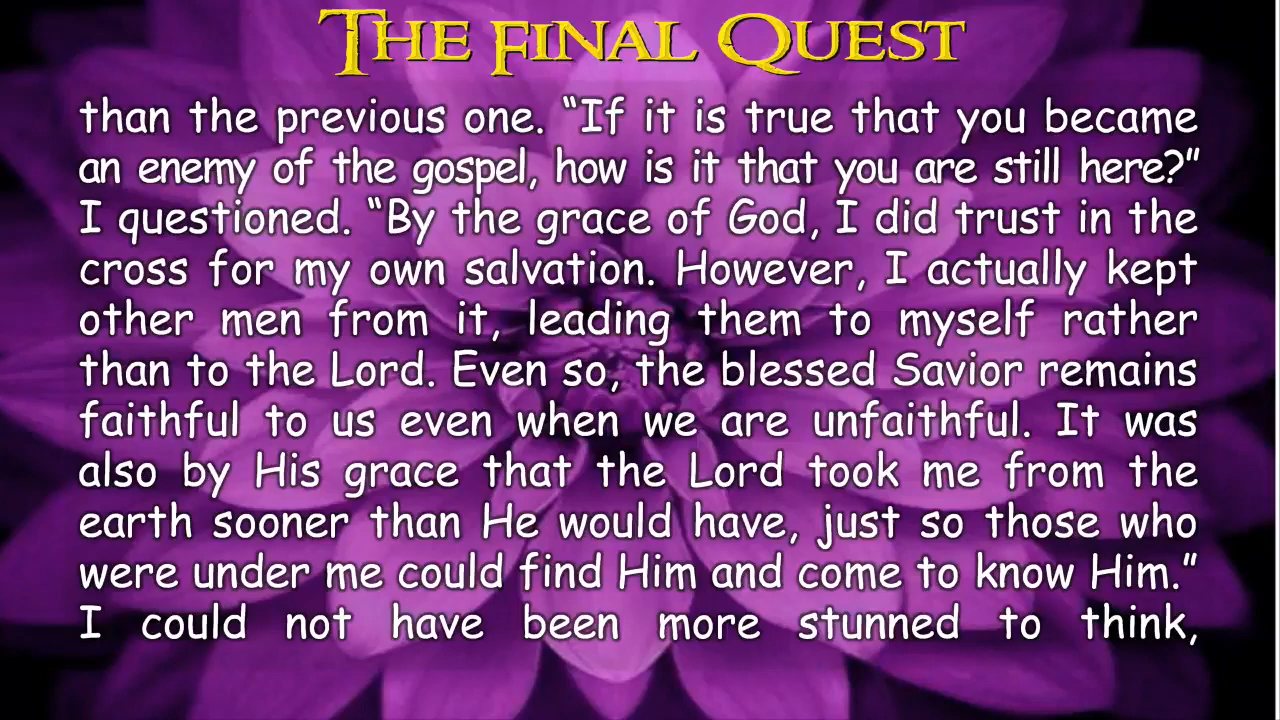 The Final Quest
than the previous one. “If it is true that you became
an enemy of the gospel, how is it that you are still here?”
I questioned. “By the grace of God, I did trust in the
cross for my own salvation. However, I actually kept
other men from it, leading them to myself rather
than to the Lord. Even so, the blessed Savior remains
faithful to us even when we are unfaithful. It was
also by His grace that the Lord took me from the
earth sooner than He would have, just so those who
were under me could find Him and come to know Him.”
I could not have been more stunned to think,